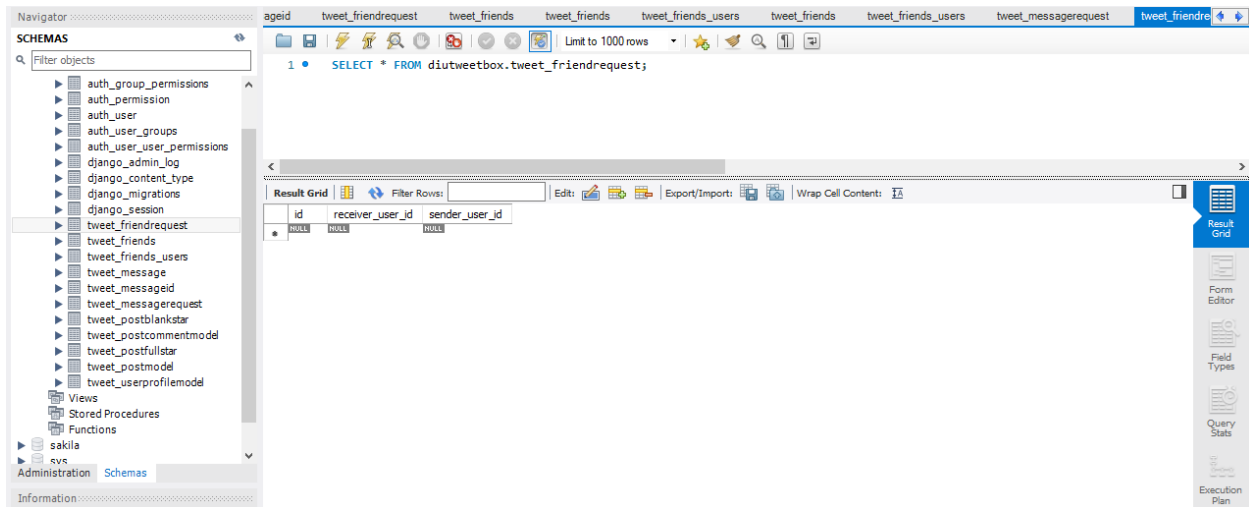 Navigator
SCHEMAS
Filter objects
auth_group_permissions
auth_permission
auth_user
auth_user_groups
auth_user_user_permissions
django_admin_log
django_content_type
django_migrations
django_session
tweet_friendrequest
tweet_friends
tweet_friends_users
tweet_message
tweet_messageid
tweet_messagerequest
tweet_postblankstar
tweet_postcommentmodel
tweet_postfullstar
tweet_postmodel
tweet_userprofilemodel
Views
Stored Procedures
Functions
sakila
sys
Administration Schemas
Information
ageid tweet_friendrequest tweet_friends tweet_friends tweet_friends_users tweet_friends tweet_friends_users tweet_messagerequest tweet_friendre
Limit to 1000 rows
1 SELECT * FROM diutweetbox.tweet_friendrequest;
Result Grid Filter Rows: Edit: Export/Import: Wrap Cell Content:
id receiver_user_id sender_user_id
* NULL NULL NULL
Result
Grid
Form
Editor
Field
Types
Query
Stats
Execution
Plan